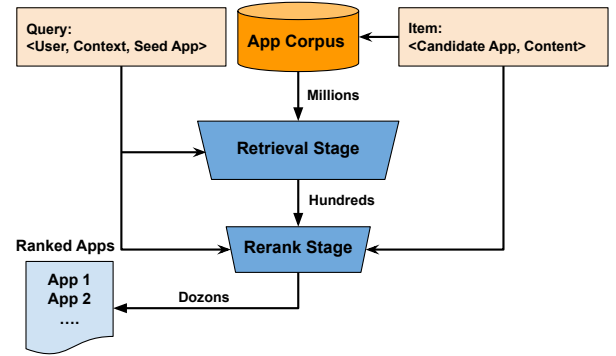 Query:
<User, Context, Seed App>
App Corpus
Item:
<Candidate App, Content>
Millions
Retrieval Stage
Hundreds
Rerank Stage
Ranked Apps
App 1
App 2
....
Dozons